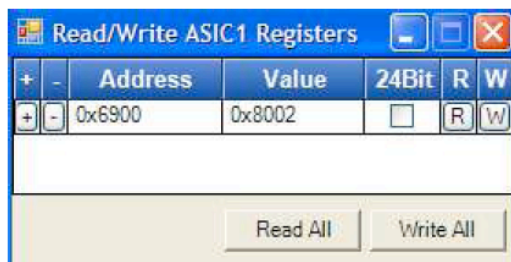 Read/Write ASIC1 Registers
+ - Address Value 24Bit R W
+ - 0x6900 0x8002 R W
Read All Write All